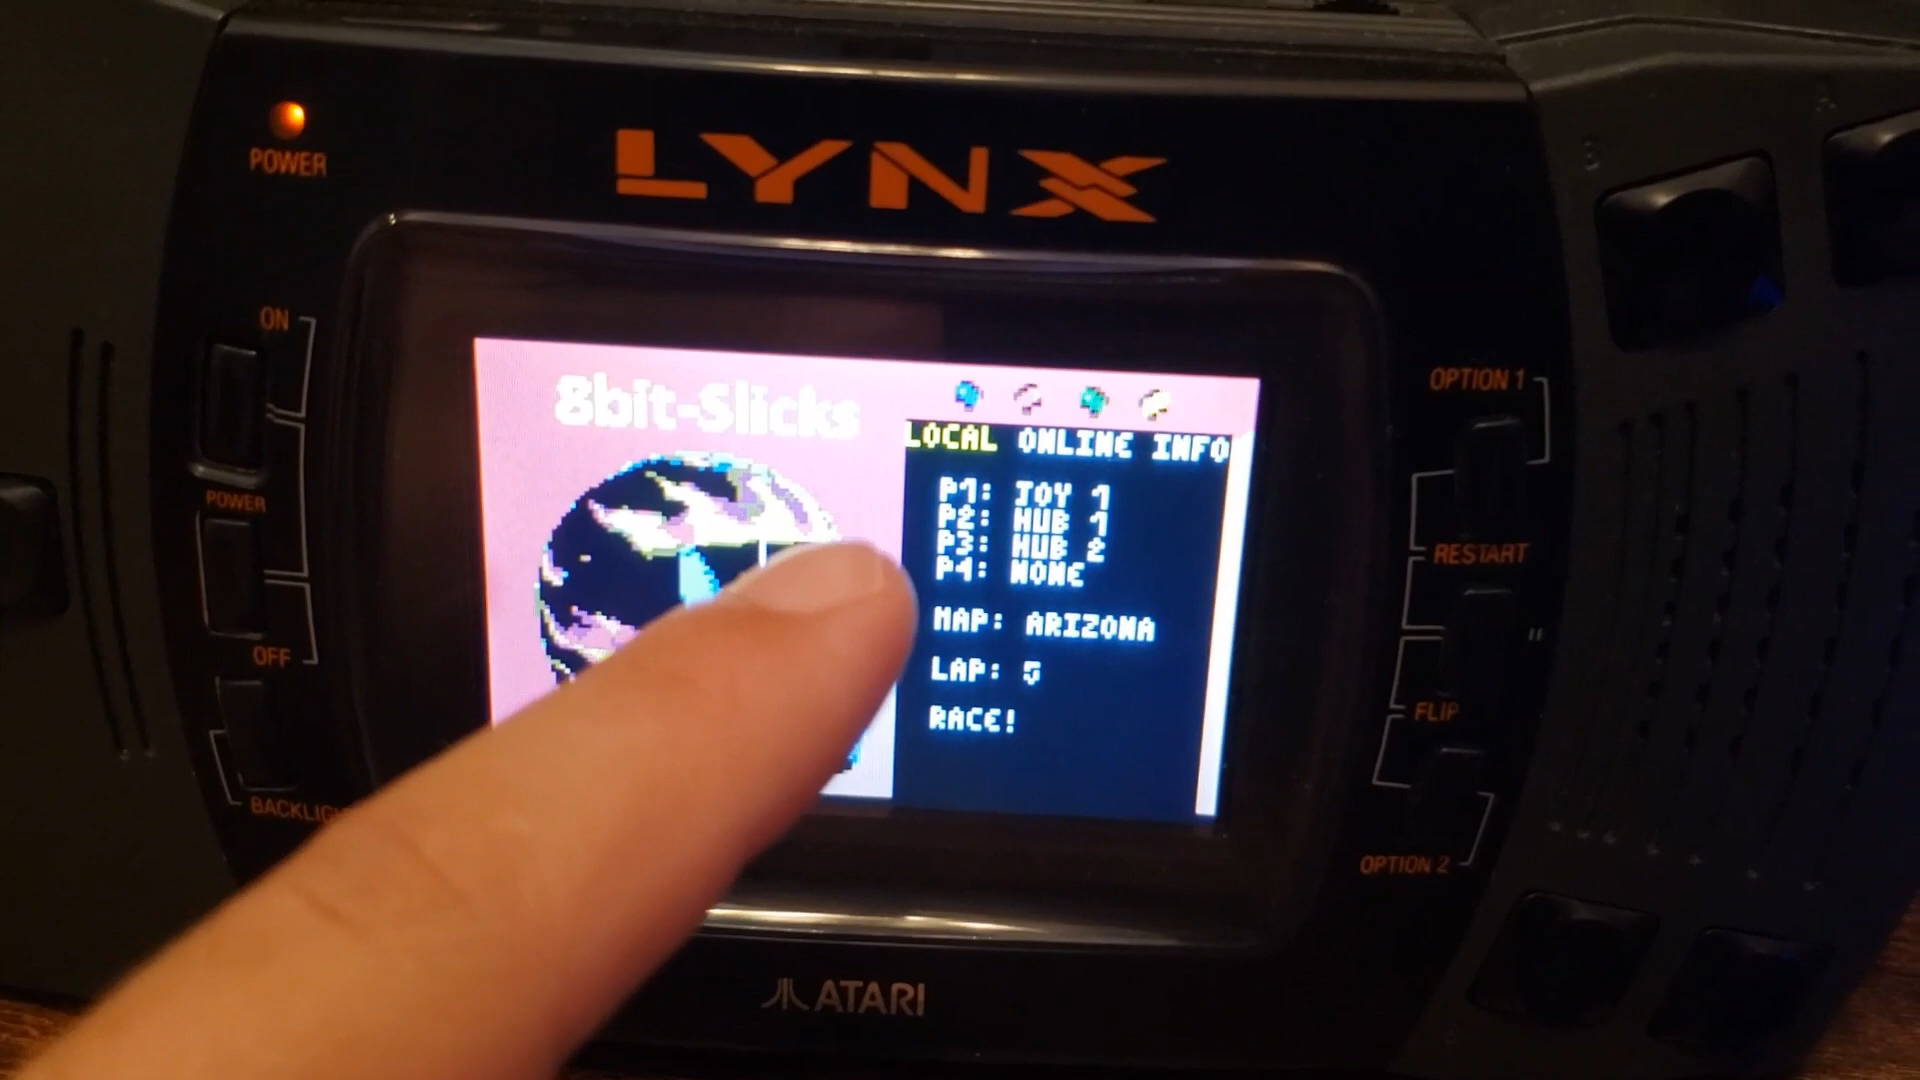 POWER
LYNX
ON
POWER
OFF
8bit-Slicks
LOCAL ONLINE INFO
P1: JOY 1
P2: HUB 1
P3: HUB 2
P4: NONE
MAP: ARIZONA
LAP: 5
RACE!
OPTION 1
RESTART
"
FLIP
OPTION 2
ATARI